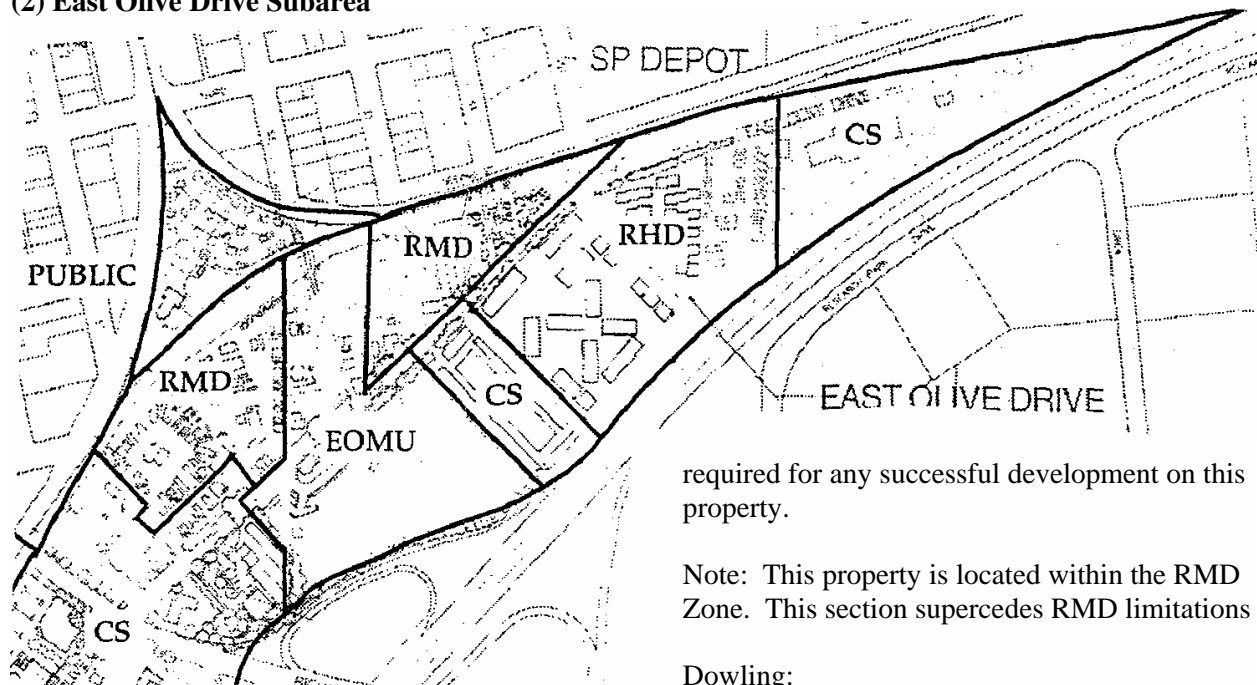 (2) East Olive Drive Subarea
SP DEPOT
CS
RMD
RHD
PUBLIC
RMD
CS
EAST OLIVE DRIVE
EOMU
required for any successful development on this
property.
Note: This property is located within the RMD
Zone. This section supercedes RMD limitations
CS
Dowling: